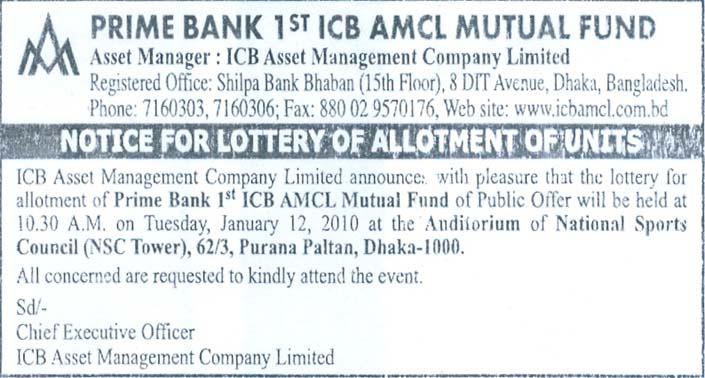 PRIME BANK 1ST ICB AMCL MUTUAL FUND
Asset Manager : ICB Asset Management Company Limited
Registered Office: Shilpa Bank Bhaban (15th Floor), 8 DIT Avenue, Dhaka, Bangladesh.
Phone: 7160303, 7160306; Fax: 880 02 9570176, Web site: www.icbamcl.com.bd
NOTICE FOR LOTTERY OF ALLOTMENT OF UNITS
ICB Asset Management Company Limited announces with pleasure that the lottery for
allotment of Prime Bank 1st ICB AMCL Mutual Fund of Public Offer will be held at
10.30 A.M. on Tuesday, January 12, 2010 at the Auditorium of National Sports
Council (NSC Tower), 62/3, Purana Paltan, Dhaka-1000.
All concerned are requested to kindly attend the event.
Sd/-
Chief Executive Officer
ICB Asset Management Company Limited